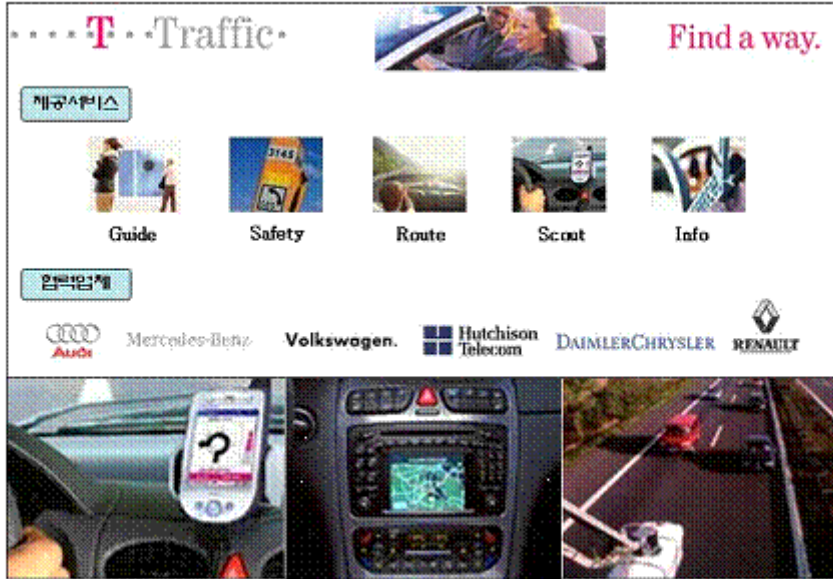 T Traffic
Find a way.
제공서비스
3145
Guide
Safety
Route
Scout
Info
협력업체
Audi
Mercedes-Benz
Volkswagen.
Hutchison
Telecom
DAIMLERCHRYSLER
RENAULT